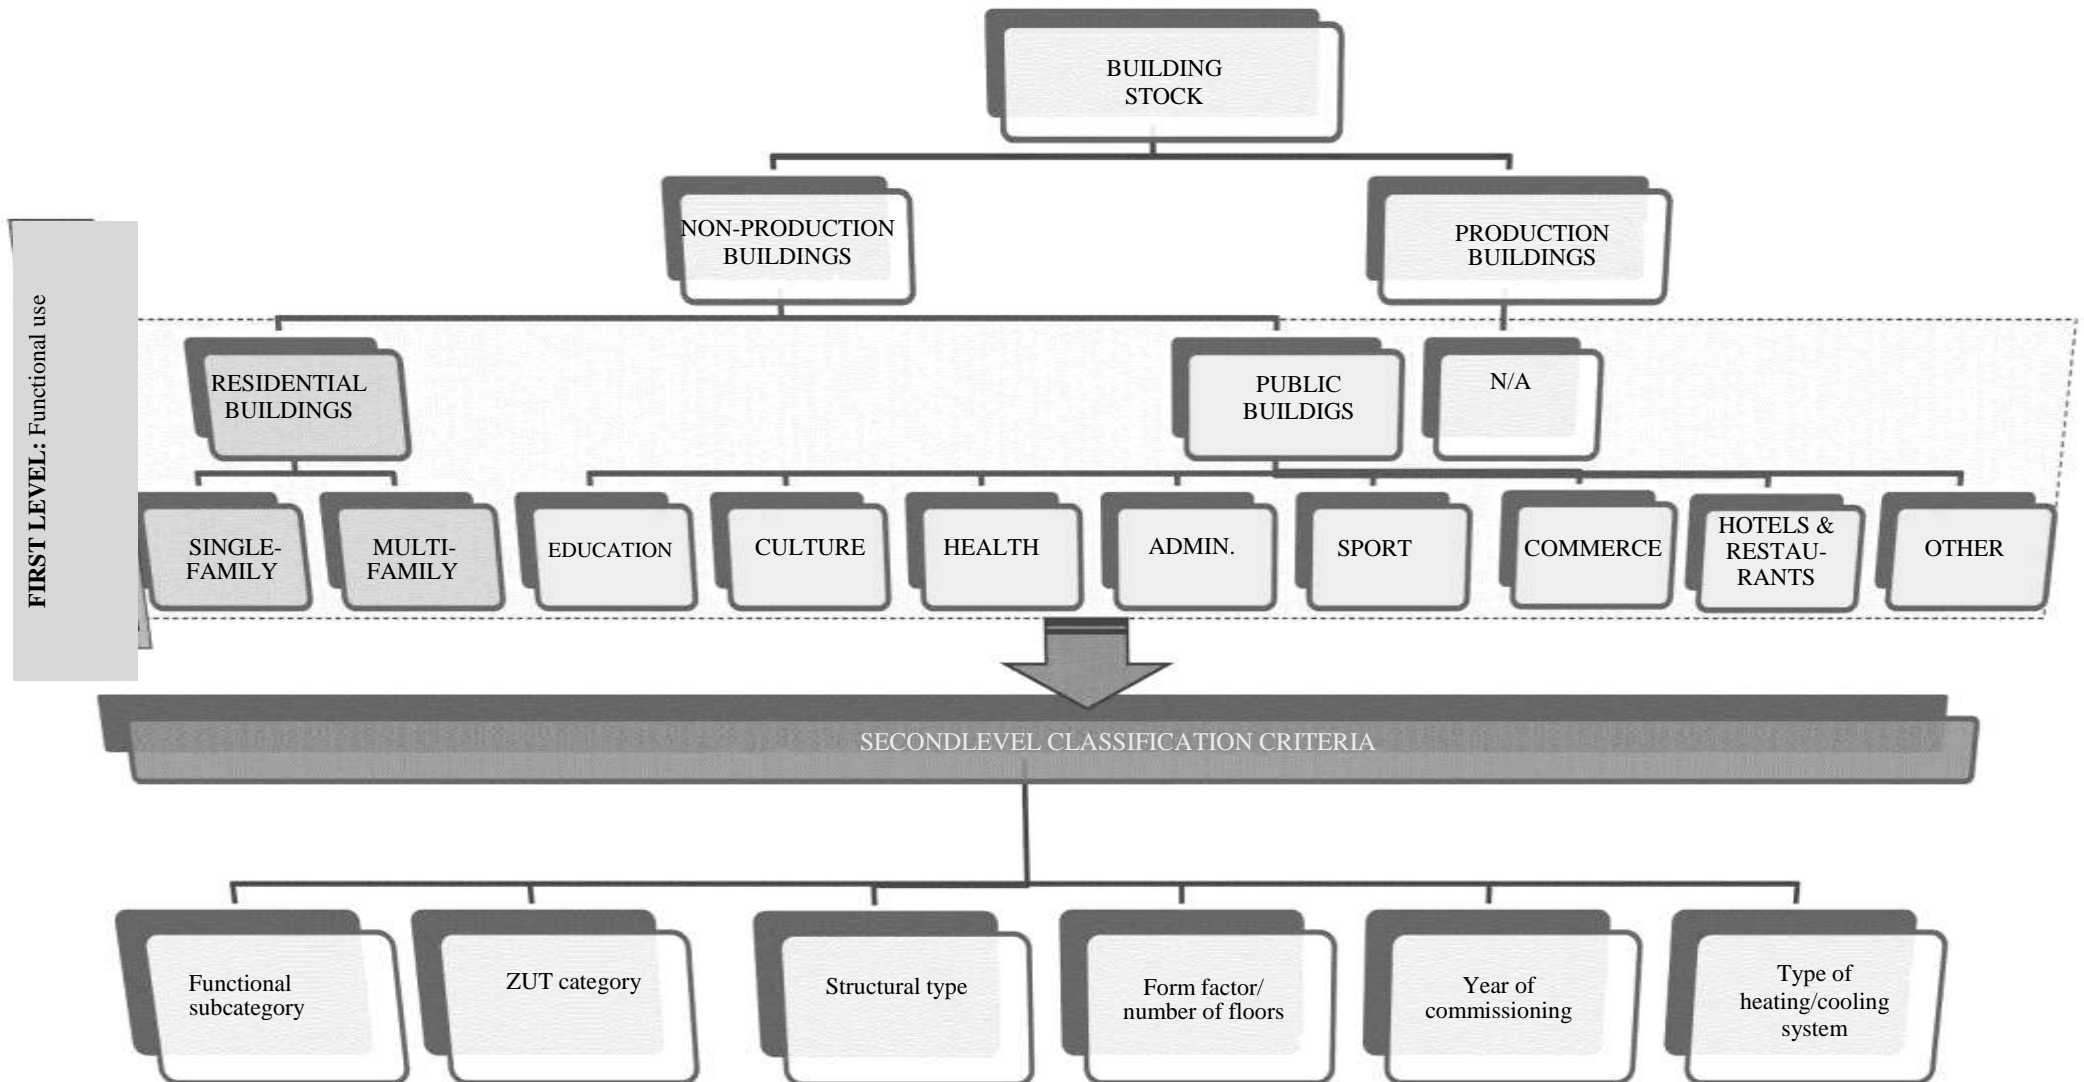 BUILDING
STOCK
NON-PRODUCTION
BUILDINGS
PRODUCTION
BUILDINGS
FIRST LEVEL: Functional use
RESIDENTIAL
BUILDINGS
PUBLIC
BUILDIGS
N/A
SINGLE-
FAMILY
MULTI-
FAMILY
EDUCATION
CULTURE
HEALTH
ADMIN.
SPORT
COMMERCE
HOTELS &
RESTAU-
RANTS
OTHER
SECONDLEVEL CLASSIFICATION CRITERIA
Functional
subcategory
ZUT category
Structural type
Form factor/
number of floors
Year of
commissioning
Type of
heating/cooling
system